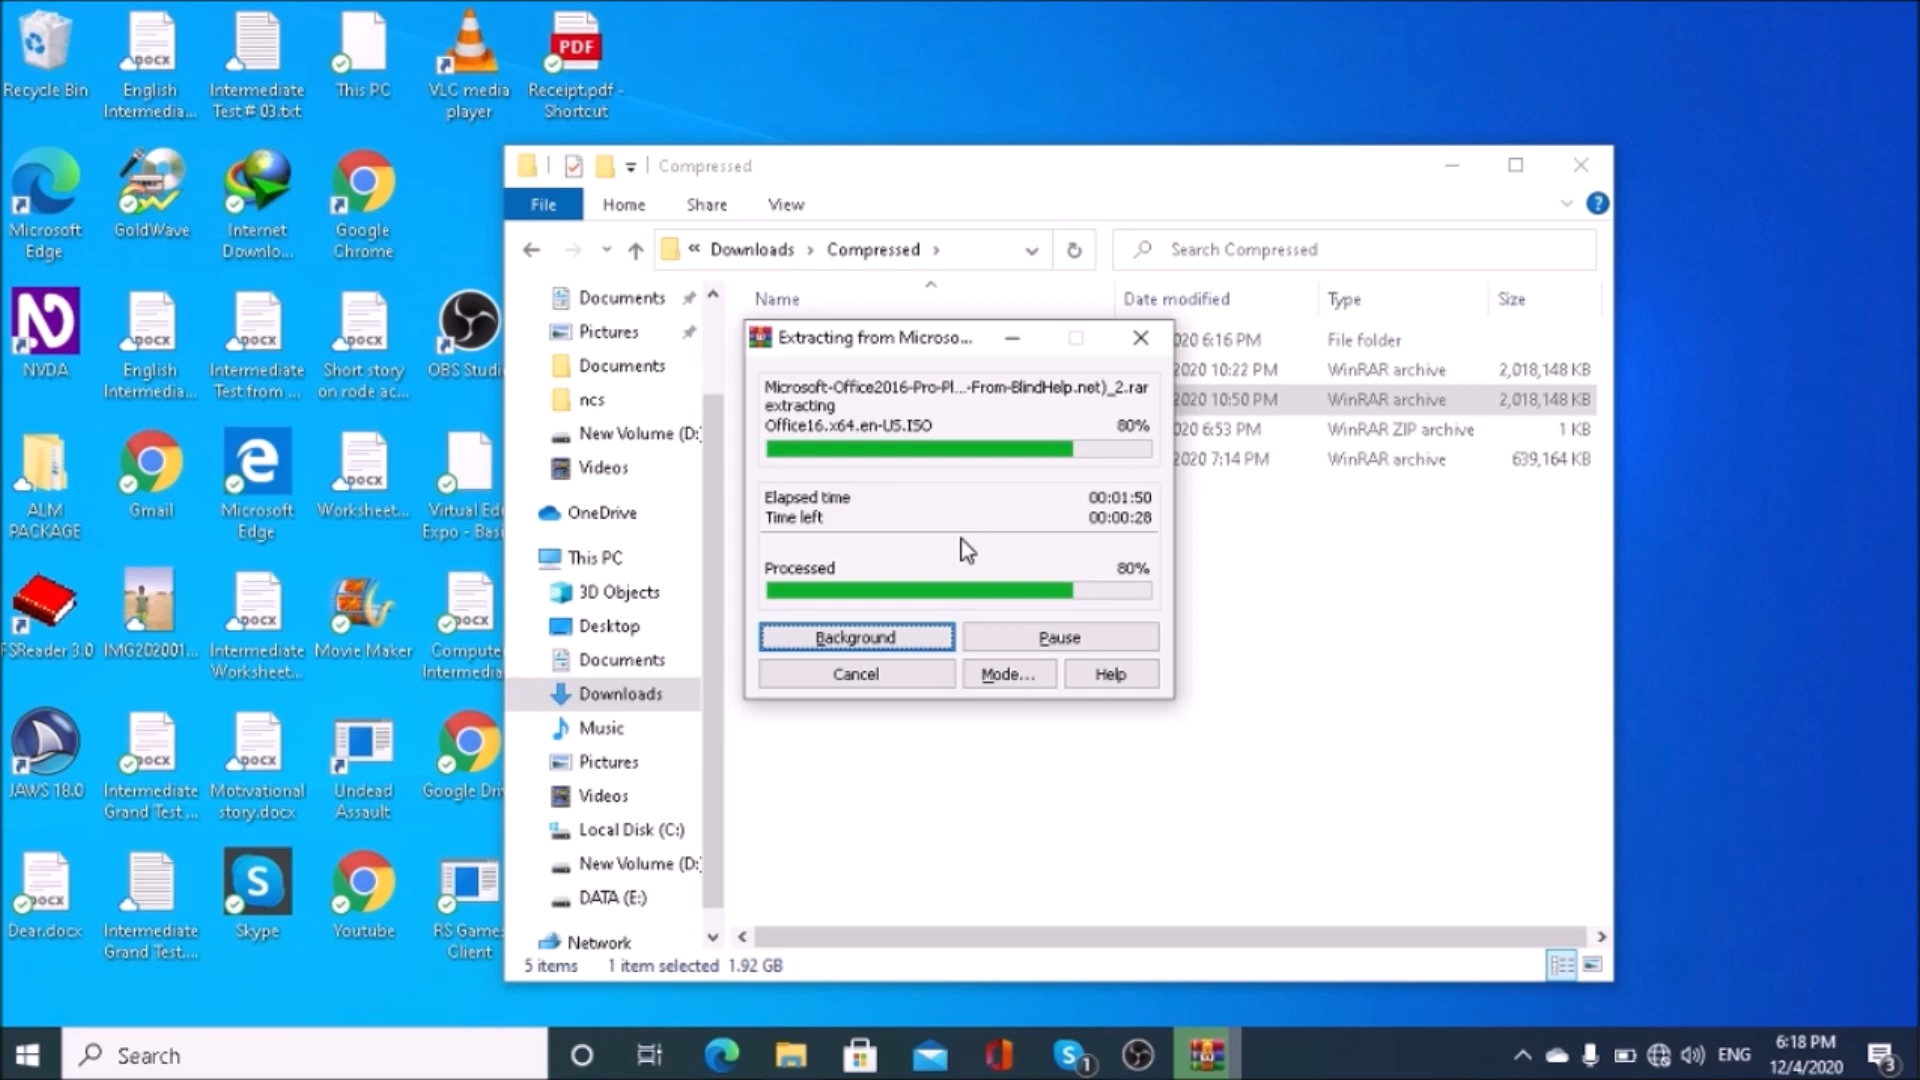 Recycle Bin
English
Intermedia...
Intermediate
Test # 03.txt
This PC
VLC media
player
PDF
Receipt.pdf -
Shortcut
Microsoft
Edge
GoldWave
Internet
Downlo...
Google
Chrome
NVDA
English
Intermedia...
Intermediate
Test from ...
Short story
on rode ac...
OBS Studi
ALM
PACKAGE
Gmail
Microsoft
Edge
Worksheet...
Virtual Edu
Expo - Basi
FSReader 3.0
IMG202001...
Intermediate
Worksheet...
Movie Maker
Compute
Intermedia
JAWS 18.0
Intermediate
Grand Test ...
Motivational
story.docx
Undead
Assault
Google Dri
Dear.docx
Intermediate
Grand Test....
Skype
Youtube
RS Game
Client
Compressed
File
Home
Share
View
« Downloads › Compressed ›
Search Compressed
Documents
Pictures
Documents
ncs
New Volume (D:)
Videos
OneDrive
This PC
3D Objects
Desktop
Documents
Downloads
Music
Pictures
Videos
Local Disk (C:)
New Volume (D:)
DATA (E:)
Network
Name Date modified Type Size
020 6:16 PM File folder
2020 10:22 PM WinRAR archive 2,018,148 KB
2020 10:50 PM WinRAR archive 2,018,148 KB
020 6:53 PM WinRAR ZIP archive 1 KB
2020 7:14 PM WinRAR archive 639,164 KB
Extracting from Microso...
Microsoft-Office2016-Pro-Pl...-From-BlindHelp.net)_2.rar
extracting
Office16.x64.en-US.ISO 80%
Elapsed time 00:01:50
Time left 00:00:28
Processed 80%
Background
Pause
Cancel
Mode...
Help
5 items 1 item selected 1.92 GB
Search
ENG
6:18 PM
12/4/2020
3